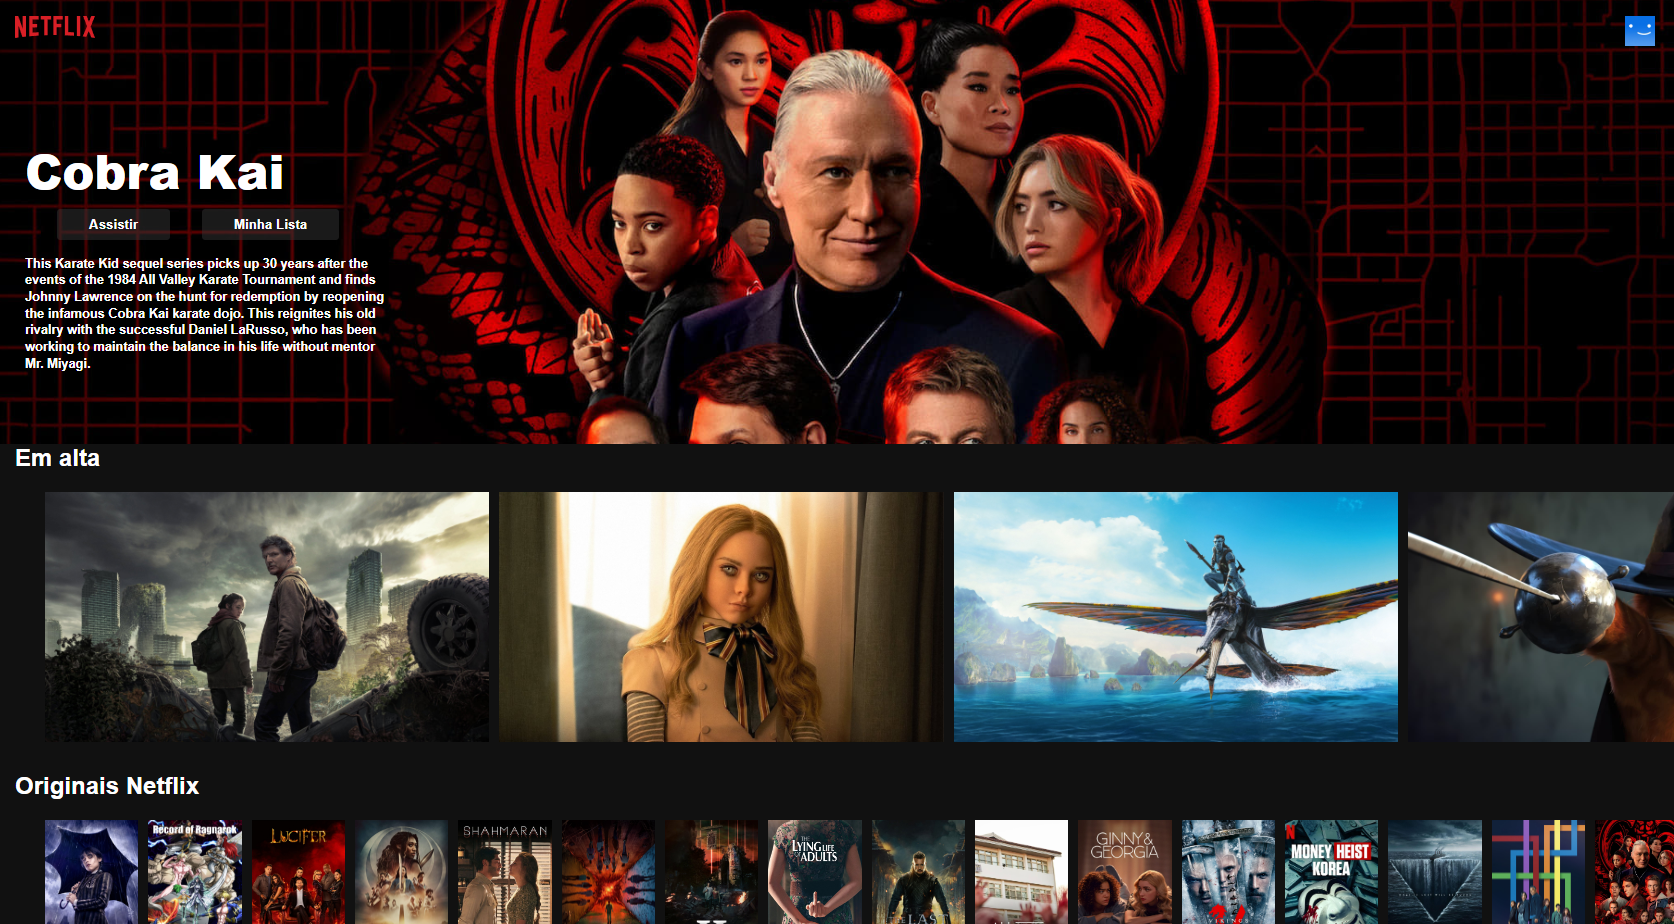 NETFLIX
Cobra Kai
Assistir
Minha Lista
This Karate Kid sequel series picks up 30 years after the
events of the 1984 All Valley Karate Tournament and finds
Johnny Lawrence on the hunt for redemption by reopening
the infamous Cobra Kai karate dojo. This reignites his old
rivalry with the successful Daniel LaRusso, who has been
working to maintain the balance in his life without mentor
Mr. Miyagi.
Em alta
Originais Netflix
Record of Ragnarok
LUCIFER
SHAHMARAN
THE
LYING LIFE
OF ADULTS
LAST
GINNY &
GEORGIA
VIKINGS
N
MONEY HEIST
KOREA